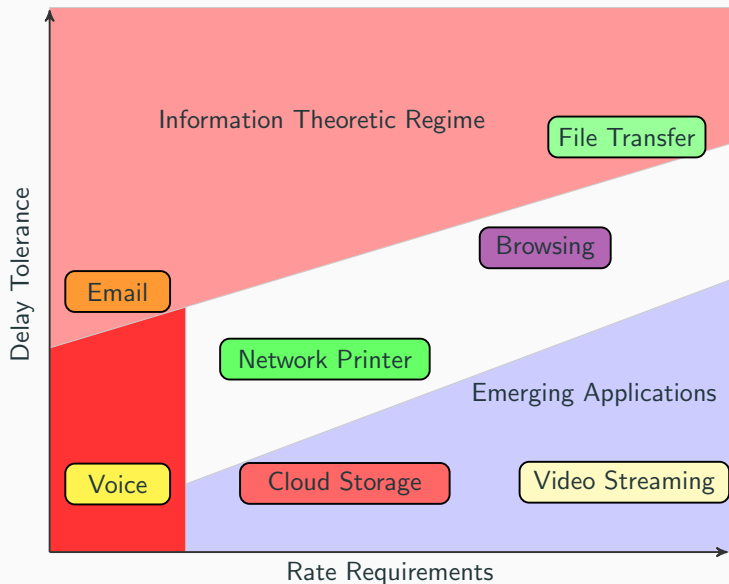 Information Theoretic Regime
File Transfer
Browsing
Email
Network Printer
Emerging Applications
Voice
Cloud Storage
Video Streaming
Delay Tolerance
Rate Requirements